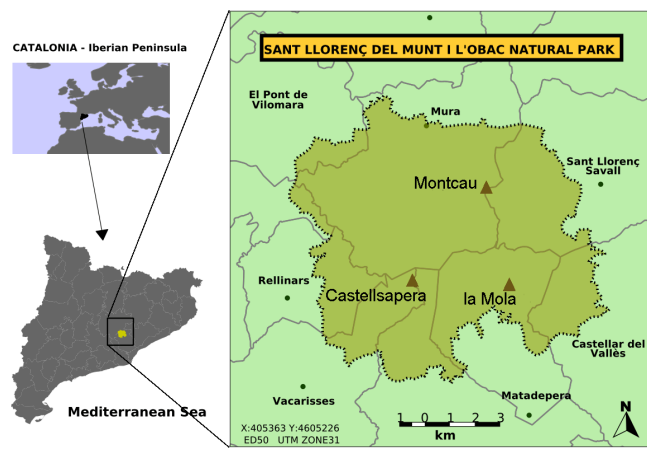 CATALONIA - Iberian Peninsula
SANT LLORENÇ DEL MUNT I L'OBAC NATURAL PARK
El Pont de
Vilomara
Mura
Sant Llorenç
Savall
Montcau
Rellinars
Castellsapera
la Mola
Castellar del
Vallès
Vacarisses
Matadepera
Mediterranean Sea
1 0 1 2 3
km
N
X:405363 Y:4605226
ED50 UTM ZONE31